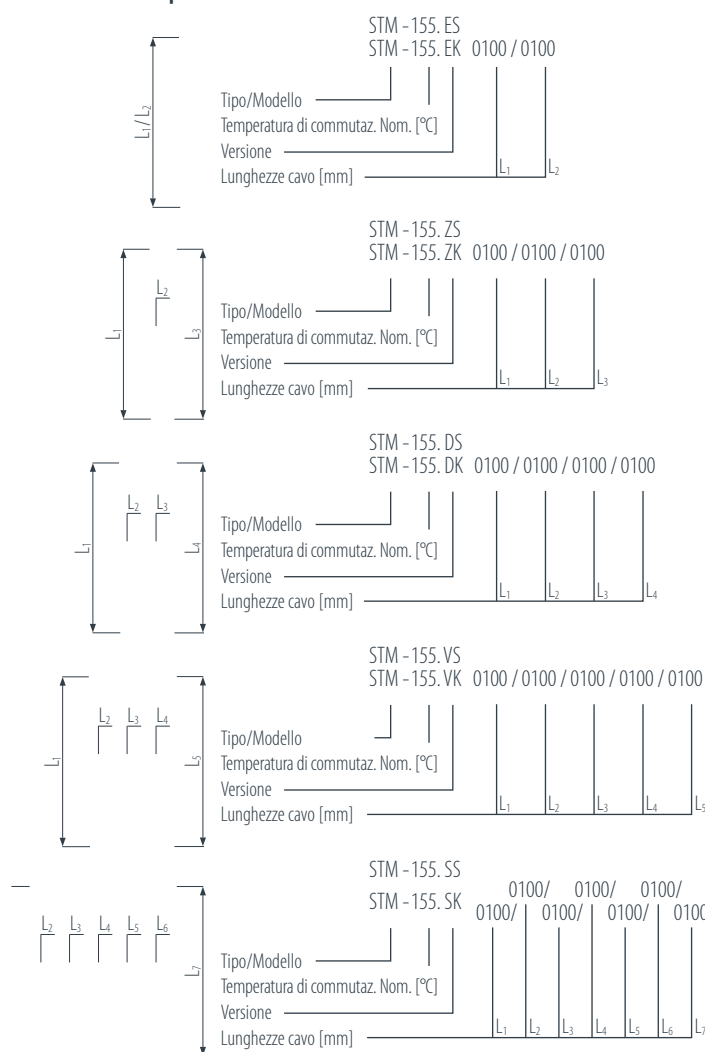 STM - 155. ES
STM - 155. EK 0100 / 0100
L1 / L2
Tipo/Modello
Temperatura di commutaz. Nom. [°C]
Versione
Lunghezze cavo [mm]
L1 L2
STM - 155. ZS
STM - 155. ZK 0100 / 0100 / 0100
L1 L2 L3
Tipo/Modello
Temperatura di commutaz. Nom. [°C]
Versione
Lunghezze cavo [mm]
L1 L2 L3
STM - 155. DS
STM - 155. DK 0100 / 0100 / 0100 / 0100
L1 L2 L3 L4
Tipo/Modello
Temperatura di commutaz. Nom. [°C]
Versione
Lunghezze cavo [mm]
L1 L2 L3 L4
STM - 155. VS
STM - 155. VK 0100 / 0100 / 0100 / 0100 / 0100
L1 L2 L3 L4 L5
Tipo/Modello
Temperatura di commutaz. Nom. [°C]
Versione
Lunghezze cavo [mm]
L1 L2 L3 L4 L5
STM - 155. SS
0100/ 0100/ 0100/
STM - 155. SK 0100/ 0100/ 0100/ 0100
L2 L3 L4 L5 L6 L7
Tipo/Modello
Temperatura di commutaz. Nom. [°C]
Versione
Lunghezze cavo [mm]
L1 L2 L3 L4 L5 L6 L7